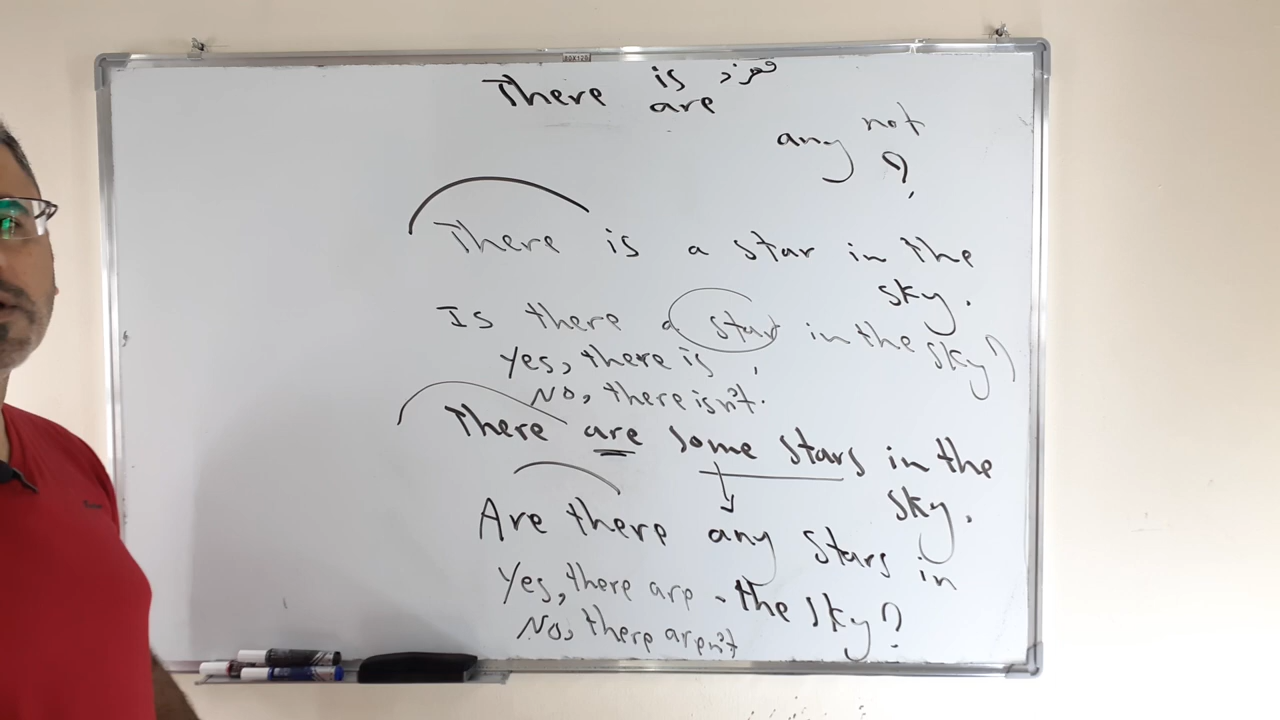 There is مفرد
are
any not
?
There is a star in the
sky.
Is there a star in the sky?
Yes, there is.
No, there isn't.
There are some stars in the
sky.
Are there any stars in
the sky?
Yes, there are.
No, there aren't